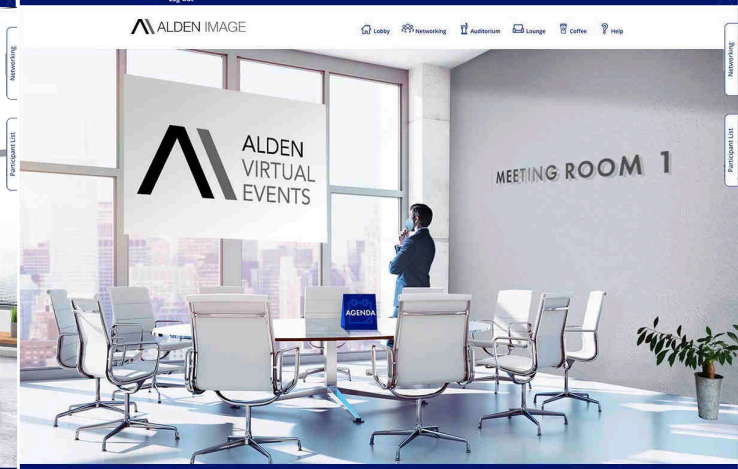 ALDEN IMAGE
Lobby Networking Auditorium Lounge Coffee Help
Networking
Networking
Participant List
Participant List
ALDEN
VIRTUAL
EVENTS
MEETING ROOM 1
AGENDA